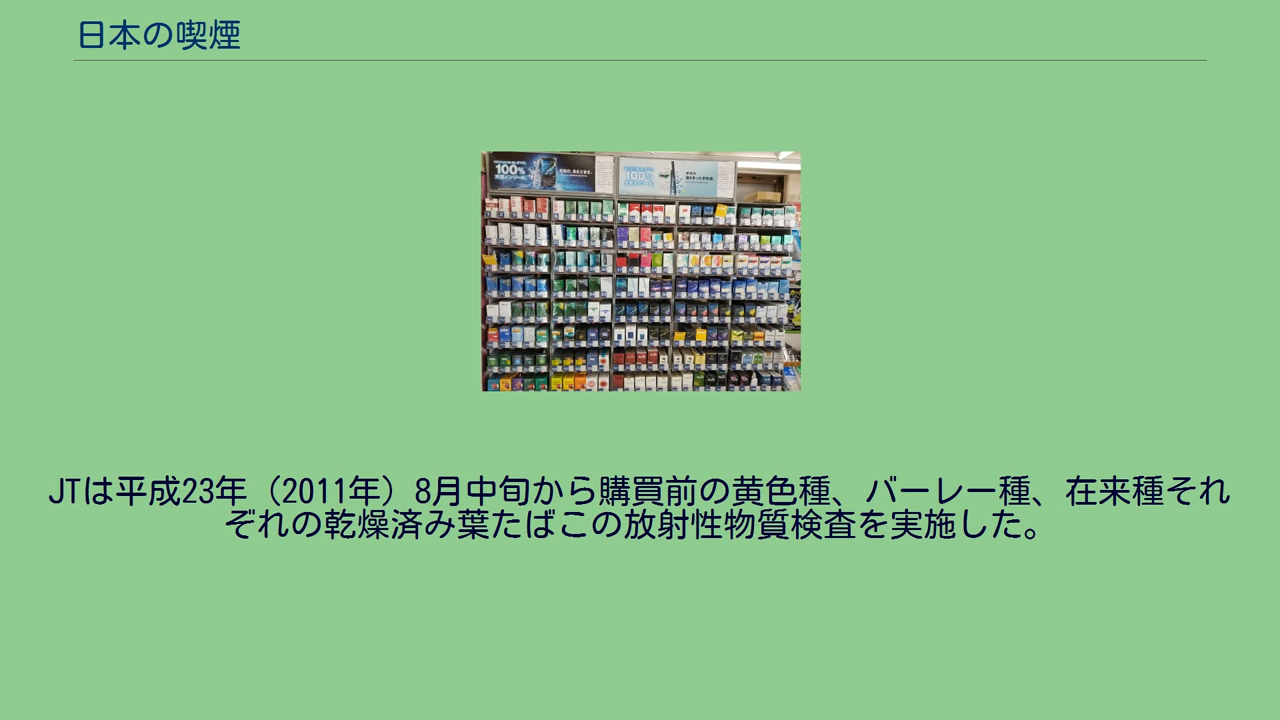 日本の喫煙
100%
100%
JTは平成23年（2011年）8月中旬から購買前の黄色種、バーレー種、在来種それ
ぞれの乾燥済み葉たばこの放射性物質検査を実施した。